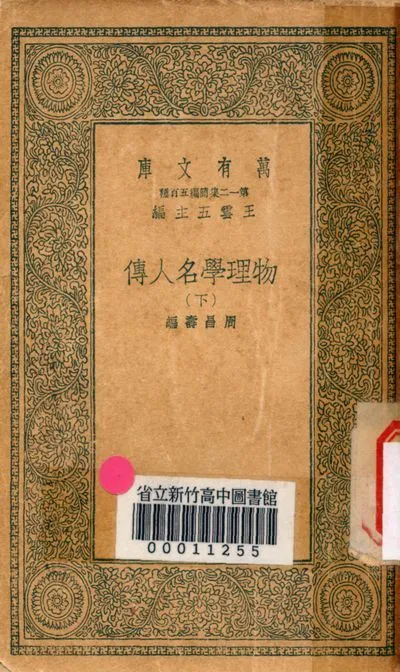 庫文有萬
種百五編簡集二一第
編主五雲王
傳人名學理物
(下)
編壽昌周
省立新竹高中圖書館
00011255